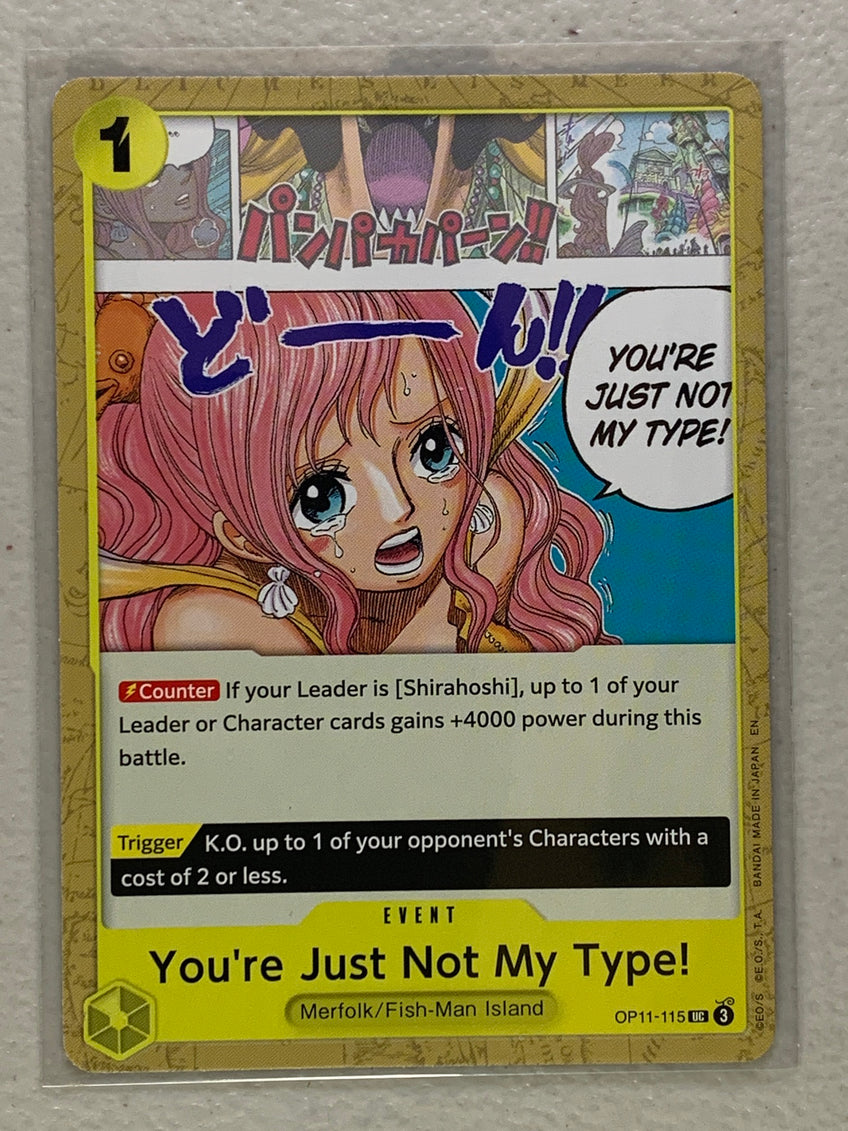 1
パンパカパーン!!
どーん!!
YOU'RE
JUST NOT
MY TYPE!
Counter If your Leader is [Shirahoshi], up to 1 of your
Leader or Character cards gains +4000 power during this
battle.
Trigger K.O. up to 1 of your opponent's Characters with a
cost of 2 or less.
EVENT
You're Just Not My Type!
Merfolk/Fish-Man Island
OP11-115 UC 3
©E.O./S. ©E.O./S. T.A. BANDAI MADE IN JAPAN EN